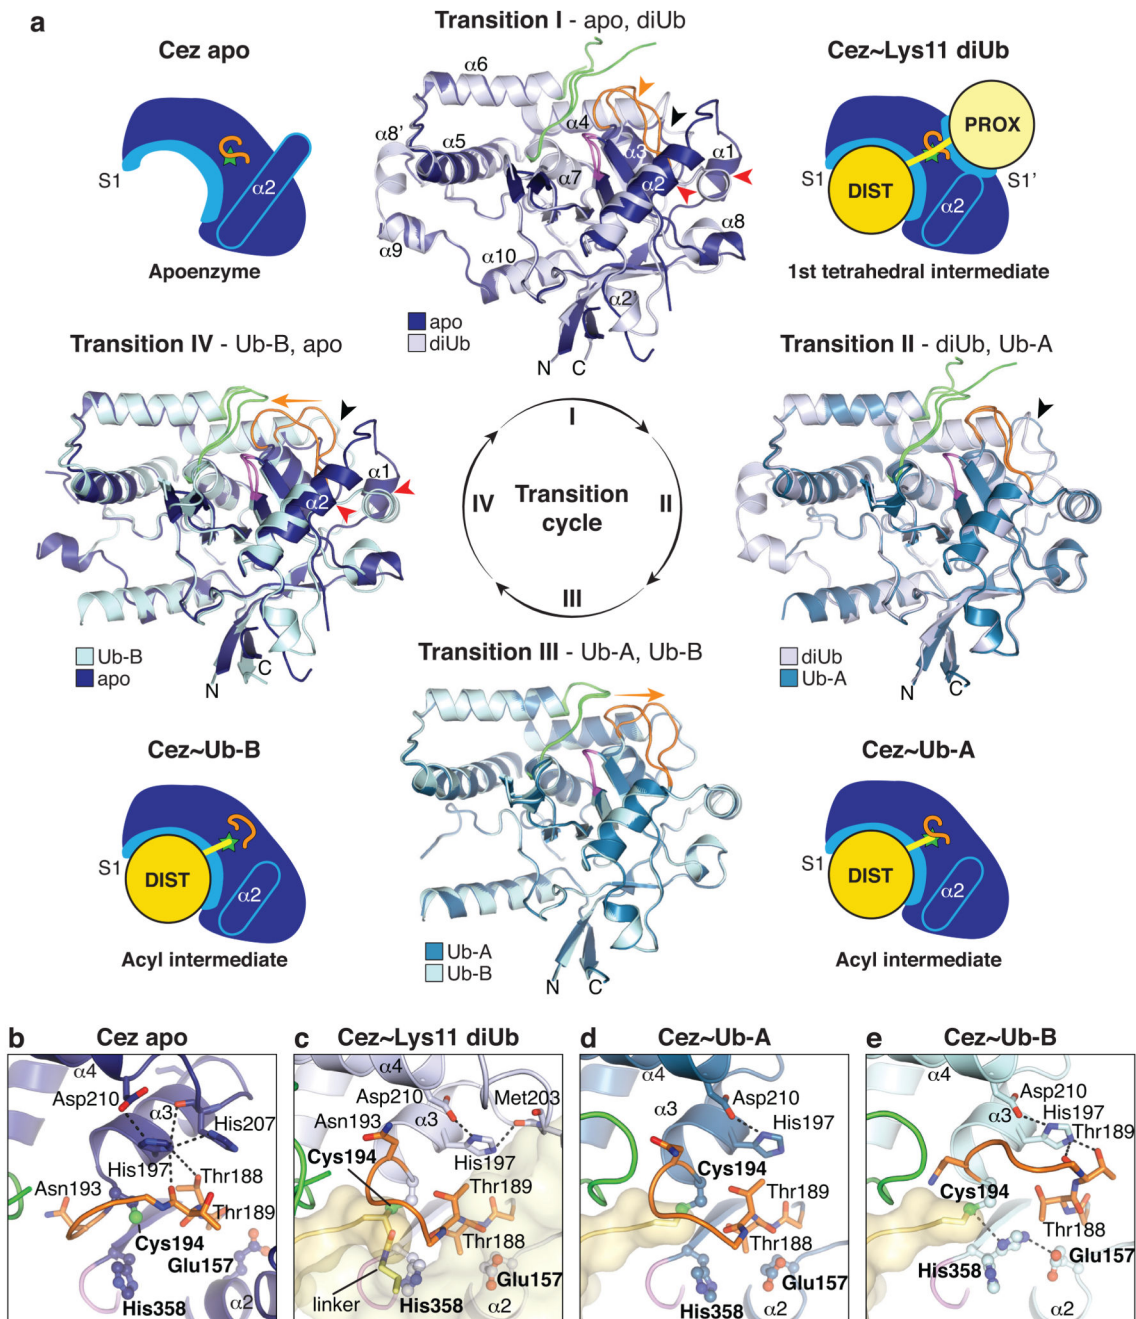 a
Transition I - apo, diUb
Cez apo
Cez~Lys11 diUb
S1
α2
Apoenzyme
α6
α4
α8'
α5
α3
α1
α7
α2
α9
α10
α8
α2'
apo
diUb
N
C
PROX
S1
DIST
S1'
α2
1st tetrahedral intermediate
Transition IV - Ub-B, apo
Transition II - diUb, Ub-A
α1
α2
Ub-B
apo
N
C
I
IV
Transition
cycle
II
III
diUb
Ub-A
N
C
Transition III - Ub-A, Ub-B
Cez~Ub-B
S1
DIST
α2
Acyl intermediate
Ub-A
Ub-B
N
C
Cez~Ub-A
S1
DIST
α2
Acyl intermediate
b
Cez apo
α4
Asp210
α3
His207
His197
Thr188
Asn193
Thr189
Cys194
Glu157
His358
α2
c
Cez~Lys11 diUb
α4
Asp210
Met203
Asn193
α3
Cys194
His197
Thr189
Thr188
Glu157
linker
His358
α2
d
Cez~Ub-A
α4
Asp210
α3
His197
Cys194
Thr189
Thr188
Glu157
His358
α2
e
Cez~Ub-B
α4
Asp210
α3
His197
Thr189
Cys194
Thr188
Glu157
His358
α2